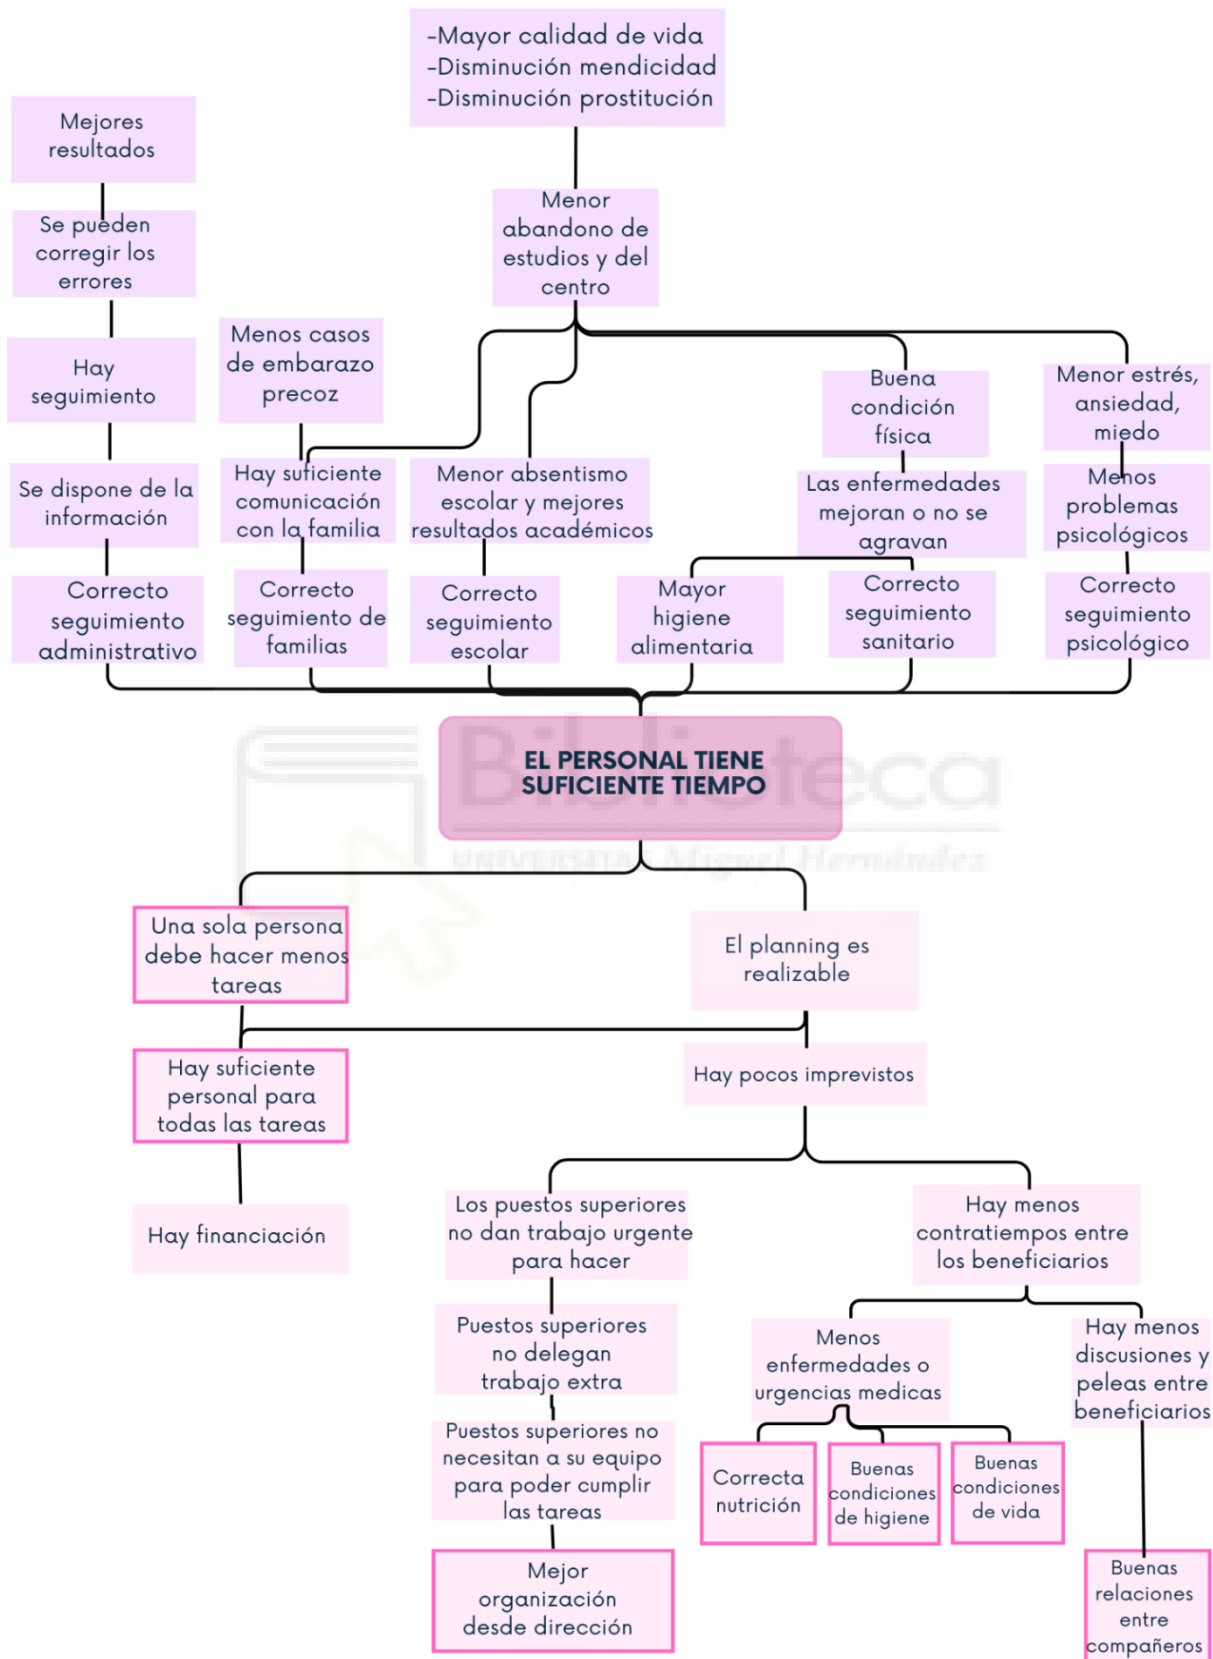 -Mayor calidad de vida
-Disminución mendicidad
-Disminución prostitución
Mejores
resultados
Se pueden
corregir los
errores
Hay
seguimiento
Se dispone de la
información
Correcto
seguimiento
administrativo
Menor
abandono de
estudios y del
centro
Menos casos
de embarazo
precoz
Hay suficiente
comunicación
con la familia
Correcto
seguimiento de
familias
Menor absentismo
escolar y mejores
resultados académicos
Correcto
seguimiento
escolar
Buena
condición
física
Las enfermedades
mejoran o no se
agravan
Mayor
higiene
alimentaria
Correcto
seguimiento
sanitario
Menor estrés,
ansiedad,
miedo
Menos
problemas
psicológicos
Correcto
seguimiento
psicológico
EL PERSONAL TIENE
SUFICIENTE TIEMPO
Biblioteca
UNIVERSITAS Miguel Hernández
Una sola persona
debe hacer menos
tareas
El planning es
realizable
Hay suficiente
personal para
todas las tareas
Hay pocos imprevistos
Hay financiación
Los puestos superiores
no dan trabajo urgente
para hacer
Hay menos
contratiempos entre
los beneficiarios
Puestos superiores
no delegan
trabajo extra
Menos
enfermedades o
urgencias medicas
Hay menos
discusiones y
peleas entre
beneficiarios
Puestos superiores no
necesitan a su equipo
para poder cumplir
las tareas
Correcta
nutrición
Buenas
condiciones
de higiene
Buenas
condiciones
de vida
Mejor
organización
desde dirección
Buenas
relaciones
entre
compañeros